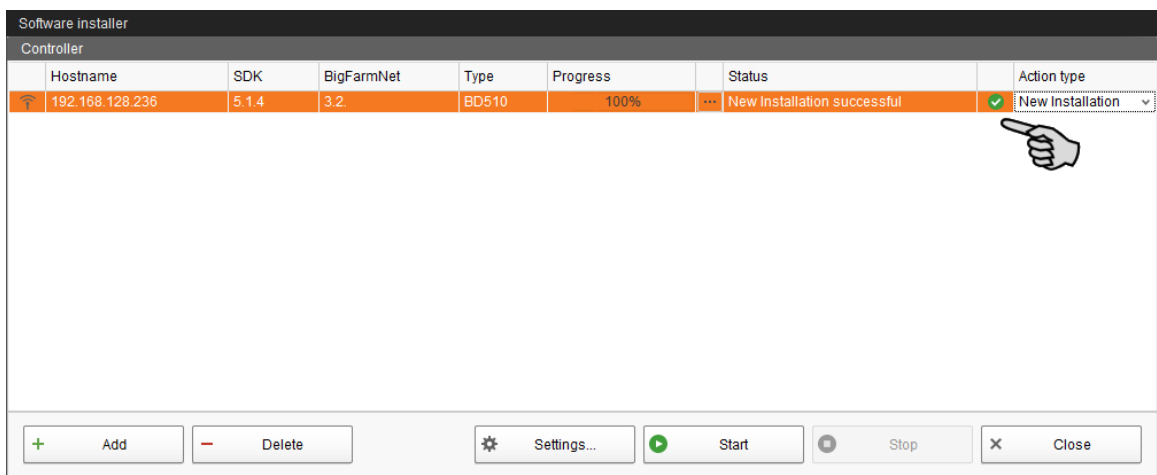 Software installer
Controller
Hostname SDK BigFarmNet Type Progress Status Action type
192.168.128.236 5.1.4 3.2. BD510 100% ... New Installation successful New Installation
Add Delete Settings... Start Stop Close